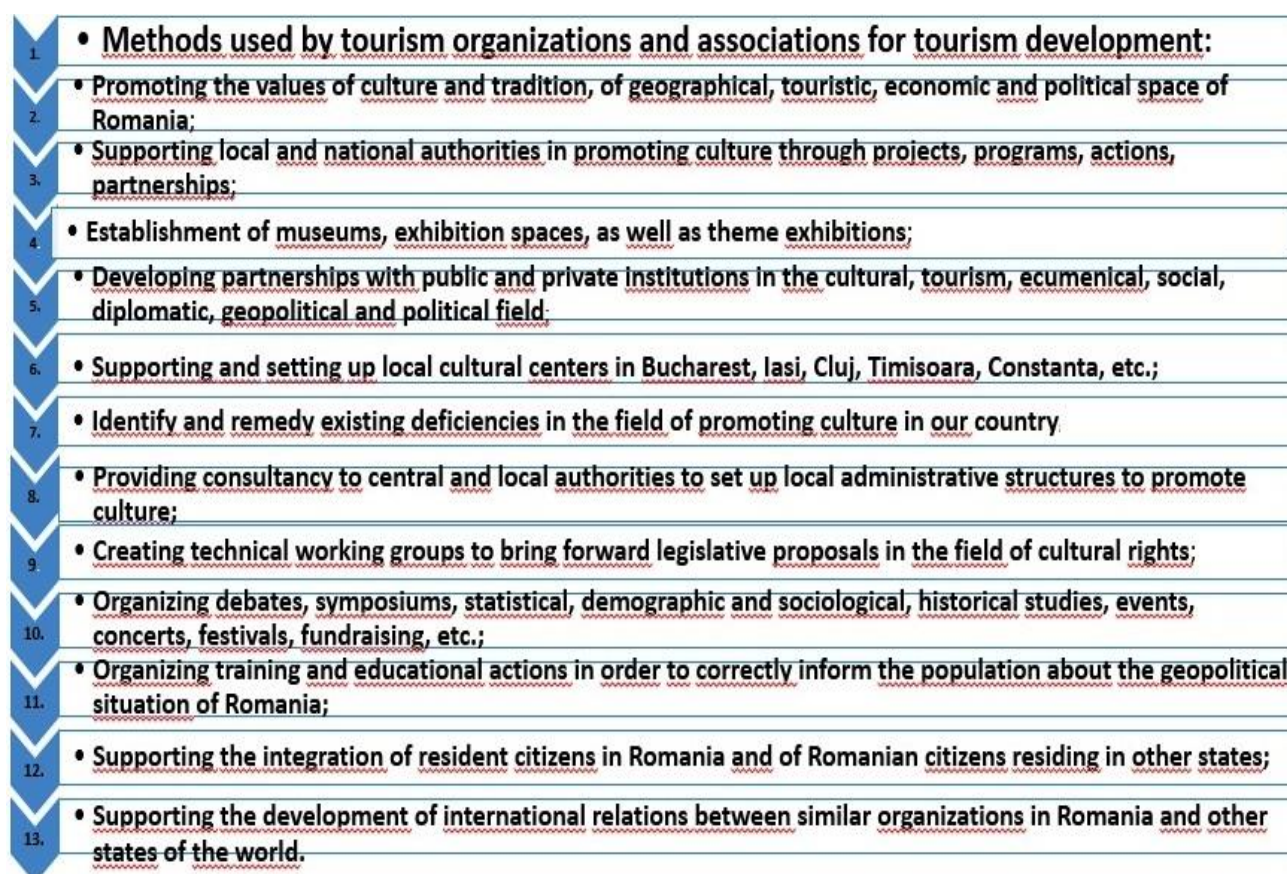 1. • Methods used by tourism organizations and associations for tourism development:
2. • Promoting the values of culture and tradition, of geographical, touristic, economic and political space of
Romania;
3. • Supporting local and national authorities in promoting culture through projects, programs, actions,
partnerships;
4 • Establishment of museums, exhibition spaces, as well as theme exhibitions;
5. • Developing partnerships with public and private institutions in the cultural, tourism, ecumenical, social,
diplomatic, geopolitical and political field;
6. • Supporting and setting up local cultural centers in Bucharest, Iasi, Cluj, Timisoara, Constanta, etc.;
7. • Identify and remedy existing deficiencies in the field of promoting culture in our country
8. • Providing consultancy to central and local authorities to set up local administrative structures to promote
culture;
9. • Creating technical working groups to bring forward legislative proposals in the field of cultural rights;
10. • Organizing debates, symposiums, statistical, demographic and sociological, historical studies, events,
concerts, festivals, fundraising, etc.;
11. • Organizing training and educational actions in order to correctly inform the population about the geopolitical
situation of Romania;
12. • Supporting the integration of resident citizens in Romania and of Romanian citizens residing in other states;
13. • Supporting the development of international relations between similar organizations in Romania and other
states of the world.